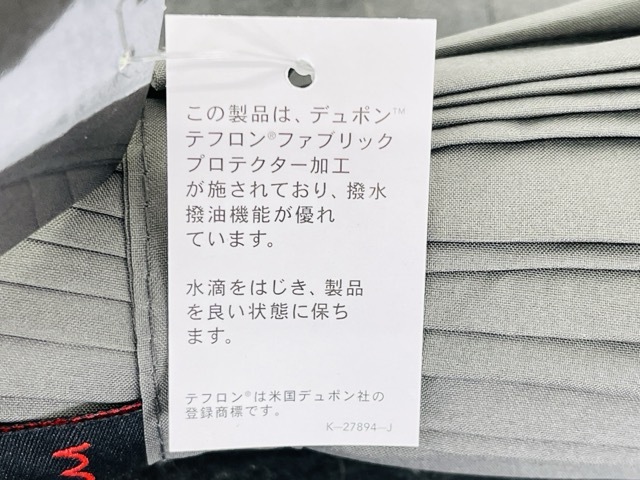 この製品は、デュポン™
テフロン®ファブリック
プロテクター加工
が施されており、撥水
撥油機能が優れ
ています。
水滴をはじき、製品
を良い状態に保ち
ます。
テフロン®は米国デュポン社の
登録商標です。
K−27894−J